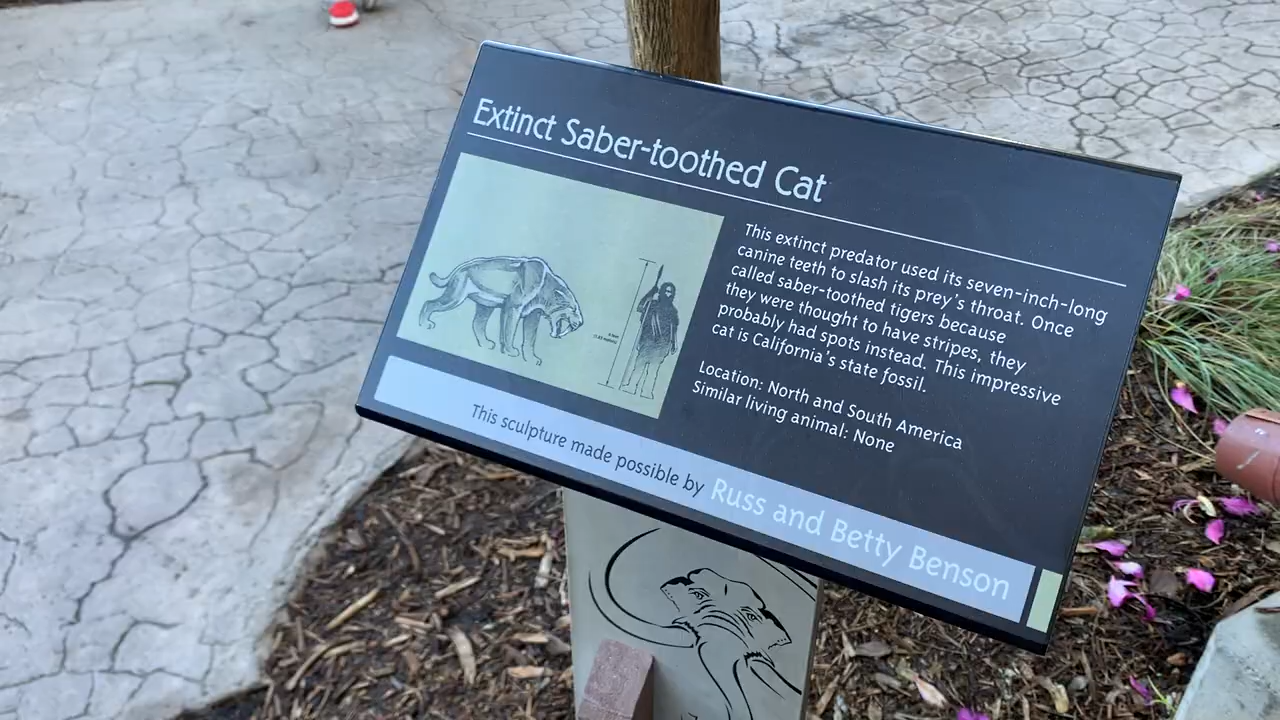 Extinct Saber-toothed Cat
This extinct predator used its seven-inch-long
canine teeth to slash its prey's throat. Once
called saber-toothed tigers because
they were thought to have stripes, they
probably had spots instead. This impressive
cat is California's state fossil.
Location: North and South America
Similar living animal: None
This sculpture made possible by Russ and Betty Benson